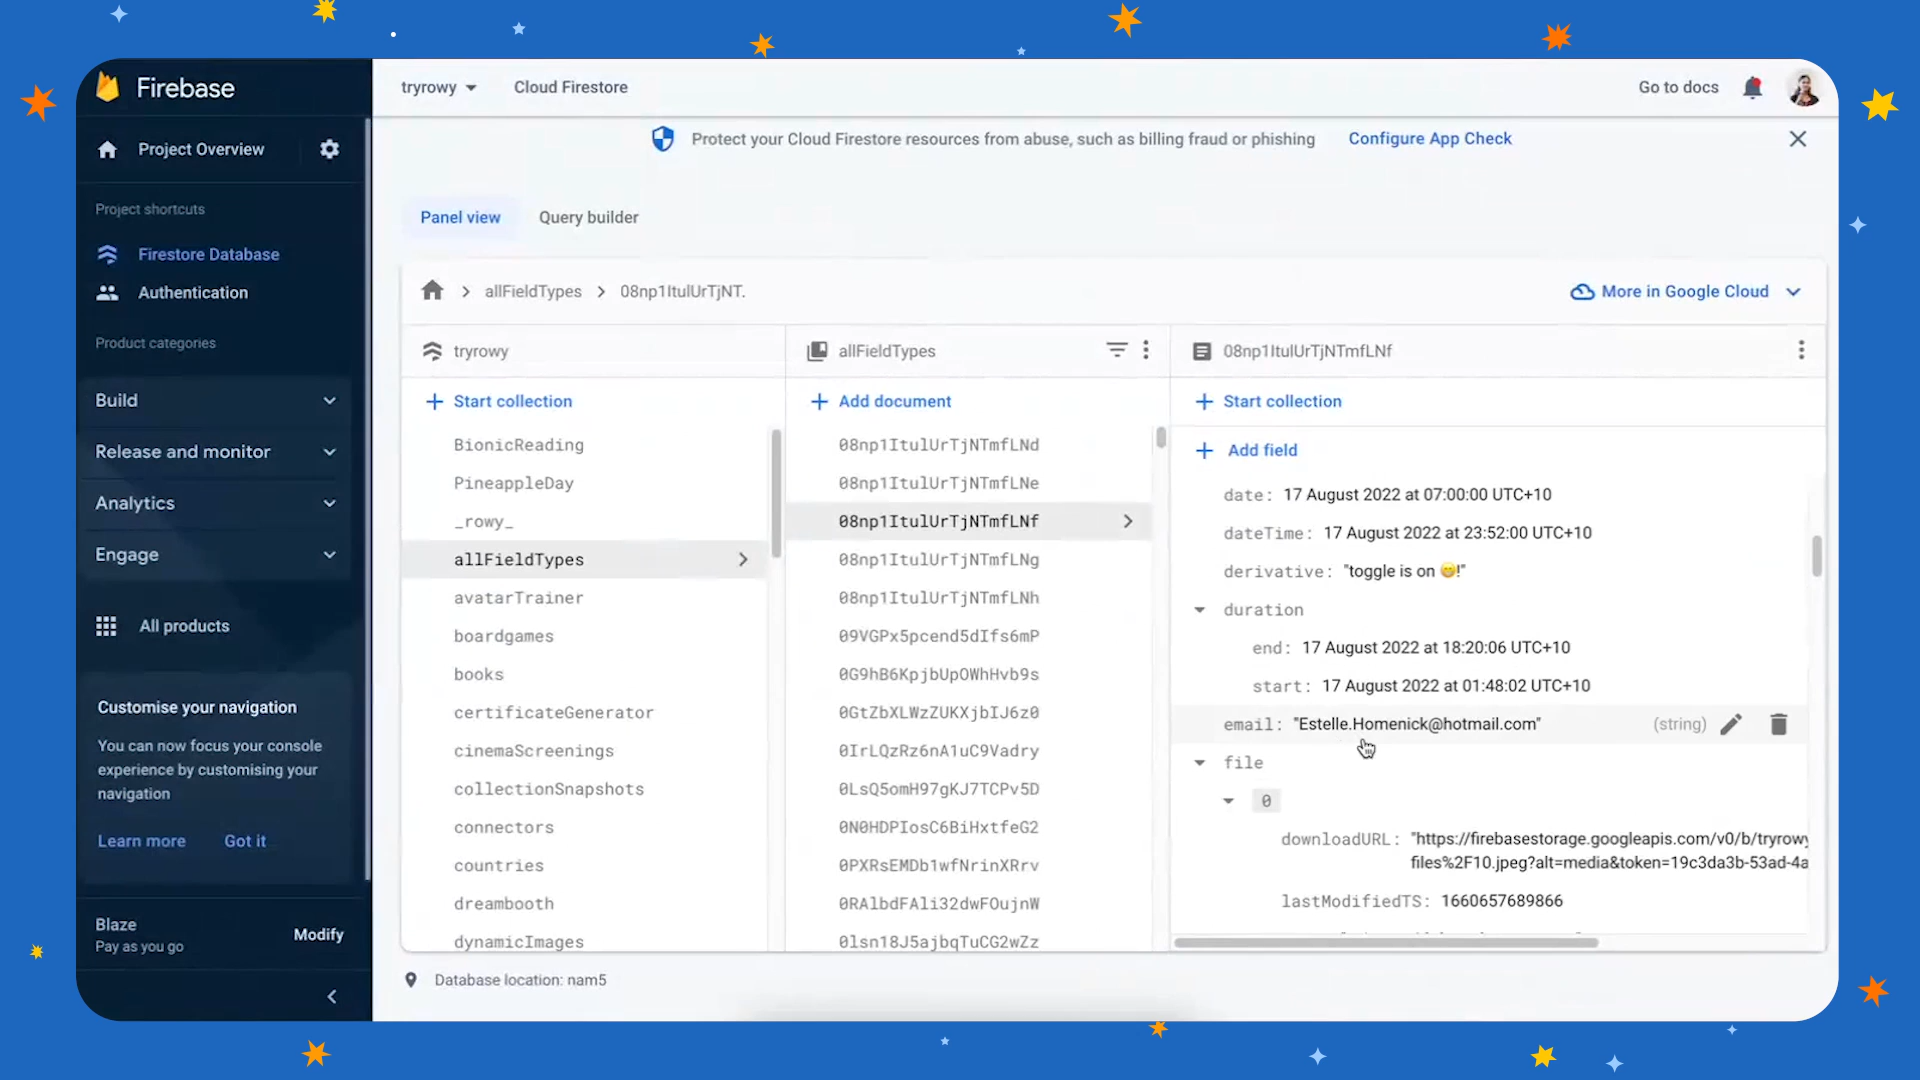 Firebase
tryrowy
Cloud Firestore
Go to docs
Project Overview
Protect your Cloud Firestore resources from abuse, such as billing fraud or phishing
Configure App Check
Project shortcuts
Firestore Database
Authentication
Product categories
Build
Release and monitor
Analytics
Engage
All products
Customise your navigation
You can now focus your console
experience by customising your
navigation
Learn more
Got it
Blaze
Pay as you go
Modify
Panel view
Query builder
allFieldTypes
08np1ItulUrTjNT.
More in Google Cloud
tryrowy
Start collection
BionicReading
PineappleDay
_rowy_
allFieldTypes
avatarTrainer
boardgames
books
certificateGenerator
cinemaScreenings
collectionSnapshots
connectors
countries
dreambooth
dynamicImages
allFieldTypes
Add document
08np1ItulUrTjNTmfLNd
08np1ItulUrTjNTmfLNe
08np1ItulUrTjNTmfLNf
08np1ItulUrTjNTmfLNg
08np1ItulUrTjNTmfLNh
09VGPx5pcend5dIfs6mP
0G9hB6KpjbUpOWhHvb9s
0GtZbXLWzZUKXjbIJ6z0
0IrLQzRz6nA1uC9Vadry
0LsQ5omH97gKJ7TCPv5D
0N0HDPIosC6BiHxtfeG2
0PXRsEMDb1wfNrinXRrv
0RAlbdFAli32dwFOujnW
0lsn18J5ajbqTuCG2wZz
08np1ItulUrTjNTmfLNf
Start collection
Add field
date: 17 August 2022 at 07:00:00 UTC+10
dateTime: 17 August 2022 at 23:52:00 UTC+10
derivative: "toggle is on 😁!"
duration
end: 17 August 2022 at 18:20:06 UTC+10
start: 17 August 2022 at 01:48:02 UTC+10
email: "Estelle.Homenick@hotmail.com" (string)
file
0
downloadURL: "https://firebasestorage.googleapis.com/v0/b/tryrowy
files%2F10.jpeg?alt=media&token=19c3da3b-53ad-4a
lastModifiedTS: 1660657689866
Database location: nam5